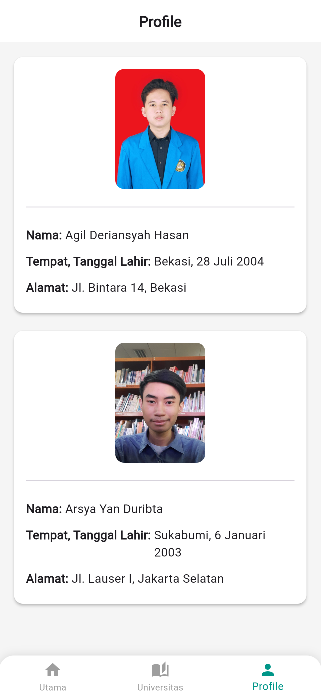 Profile
Nama: Agil Deriansyah Hasan
Tempat, Tanggal Lahir: Bekasi, 28 Juli 2004
Alamat: Jl. Bintara 14, Bekasi
Nama: Arsya Yan Duribta
Tempat, Tanggal Lahir: Sukabumi, 6 Januari
2003
Alamat: Jl. Lauser I, Jakarta Selatan
Utama
Universitas
Profile